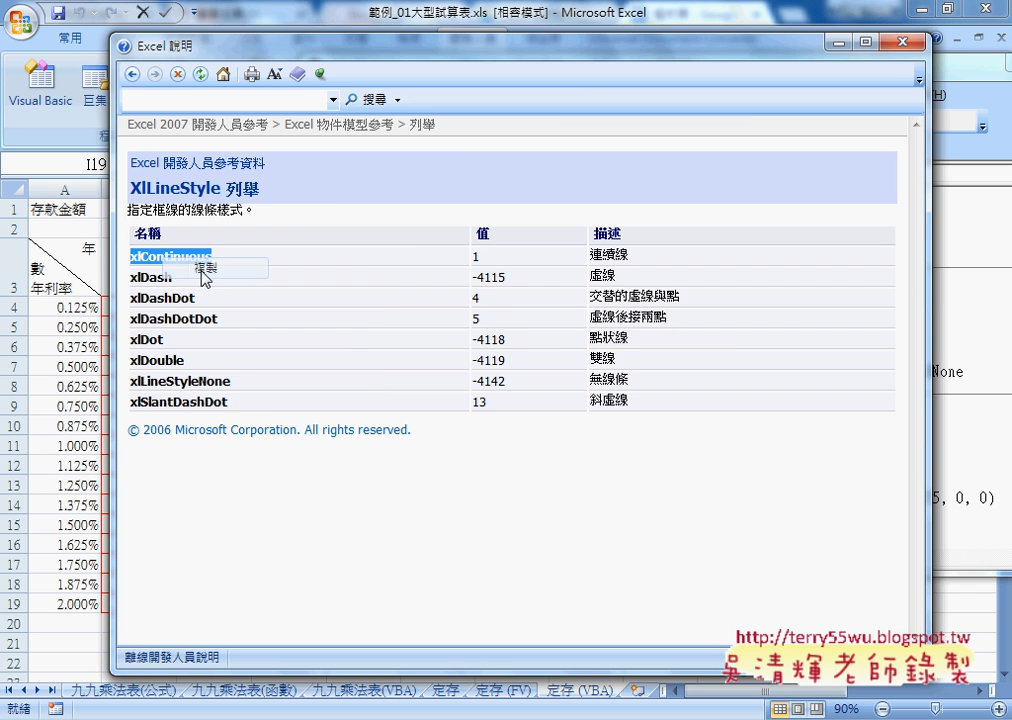 範例_01大型試算表.xls [相容模式] - Microsoft Excel
常用
Visual Basic
巨集
I19
Excel 說明
搜尋
Excel 2007 開發人員參考 > Excel 物件模型參考 > 列舉
Excel 開發人員參考資料
XlLineStyle 列舉
指定框線的線條樣式。
名稱 值 描述
xlContinuous 1 連續線
複製
xlDash -4115 虛線
xlDashDot 4 交替的虛線與點
xlDashDotDot 5 虛線後接兩點
xlDot -4118 點狀線
xlDouble -4119 雙線
xlLineStyleNone -4142 無線條
xlSlantDashDot 13 斜虛線
© 2006 Microsoft Corporation. All rights reserved.
離線開發人員說明
H)
None
5, 0, 0)
A
1 存款金額
2
年
數
3 年利率
4 0.125%
5 0.250%
6 0.375%
7 0.500%
8 0.625%
9 0.750%
10 0.875%
11 1.000%
12 1.125%
13 1.250%
14 1.375%
15 1.500%
16 1.625%
17 1.750%
18 1.875%
19 2.000%
20
21
22
http://terry55wu.blogspot.tw
吳清輝老師錄製
九九乘法表(公式) 九九乘法表(函數) 九九乘法表(VBA) 定存 定存 (FV) 定存 (VBA)
就緒
90%